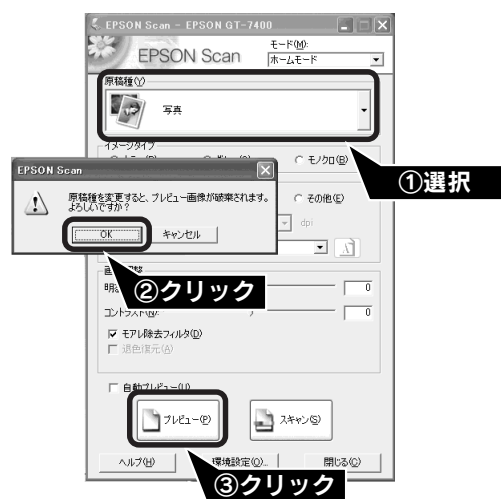 EPSON Scan - EPSON GT-7400
EPSON Scan
モード(M):
ホームモード
原稿種(Y)
写真
イメージタイプ
モノクロ(B)
①選択
EPSON Scan
原稿種を変更すると、プレビュー画像が破棄されます。
よろしいですか？
OK
キャンセル
その他(E)
dpi
②クリック
0
コントラスト(N):
0
モアレ除去フィルタ(D)
退色復元(A)
自動プレビュー(U)
プレビュー(P)
スキャン(S)
ヘルプ(H)
環境設定(O)...
閉じる(C)
③クリック